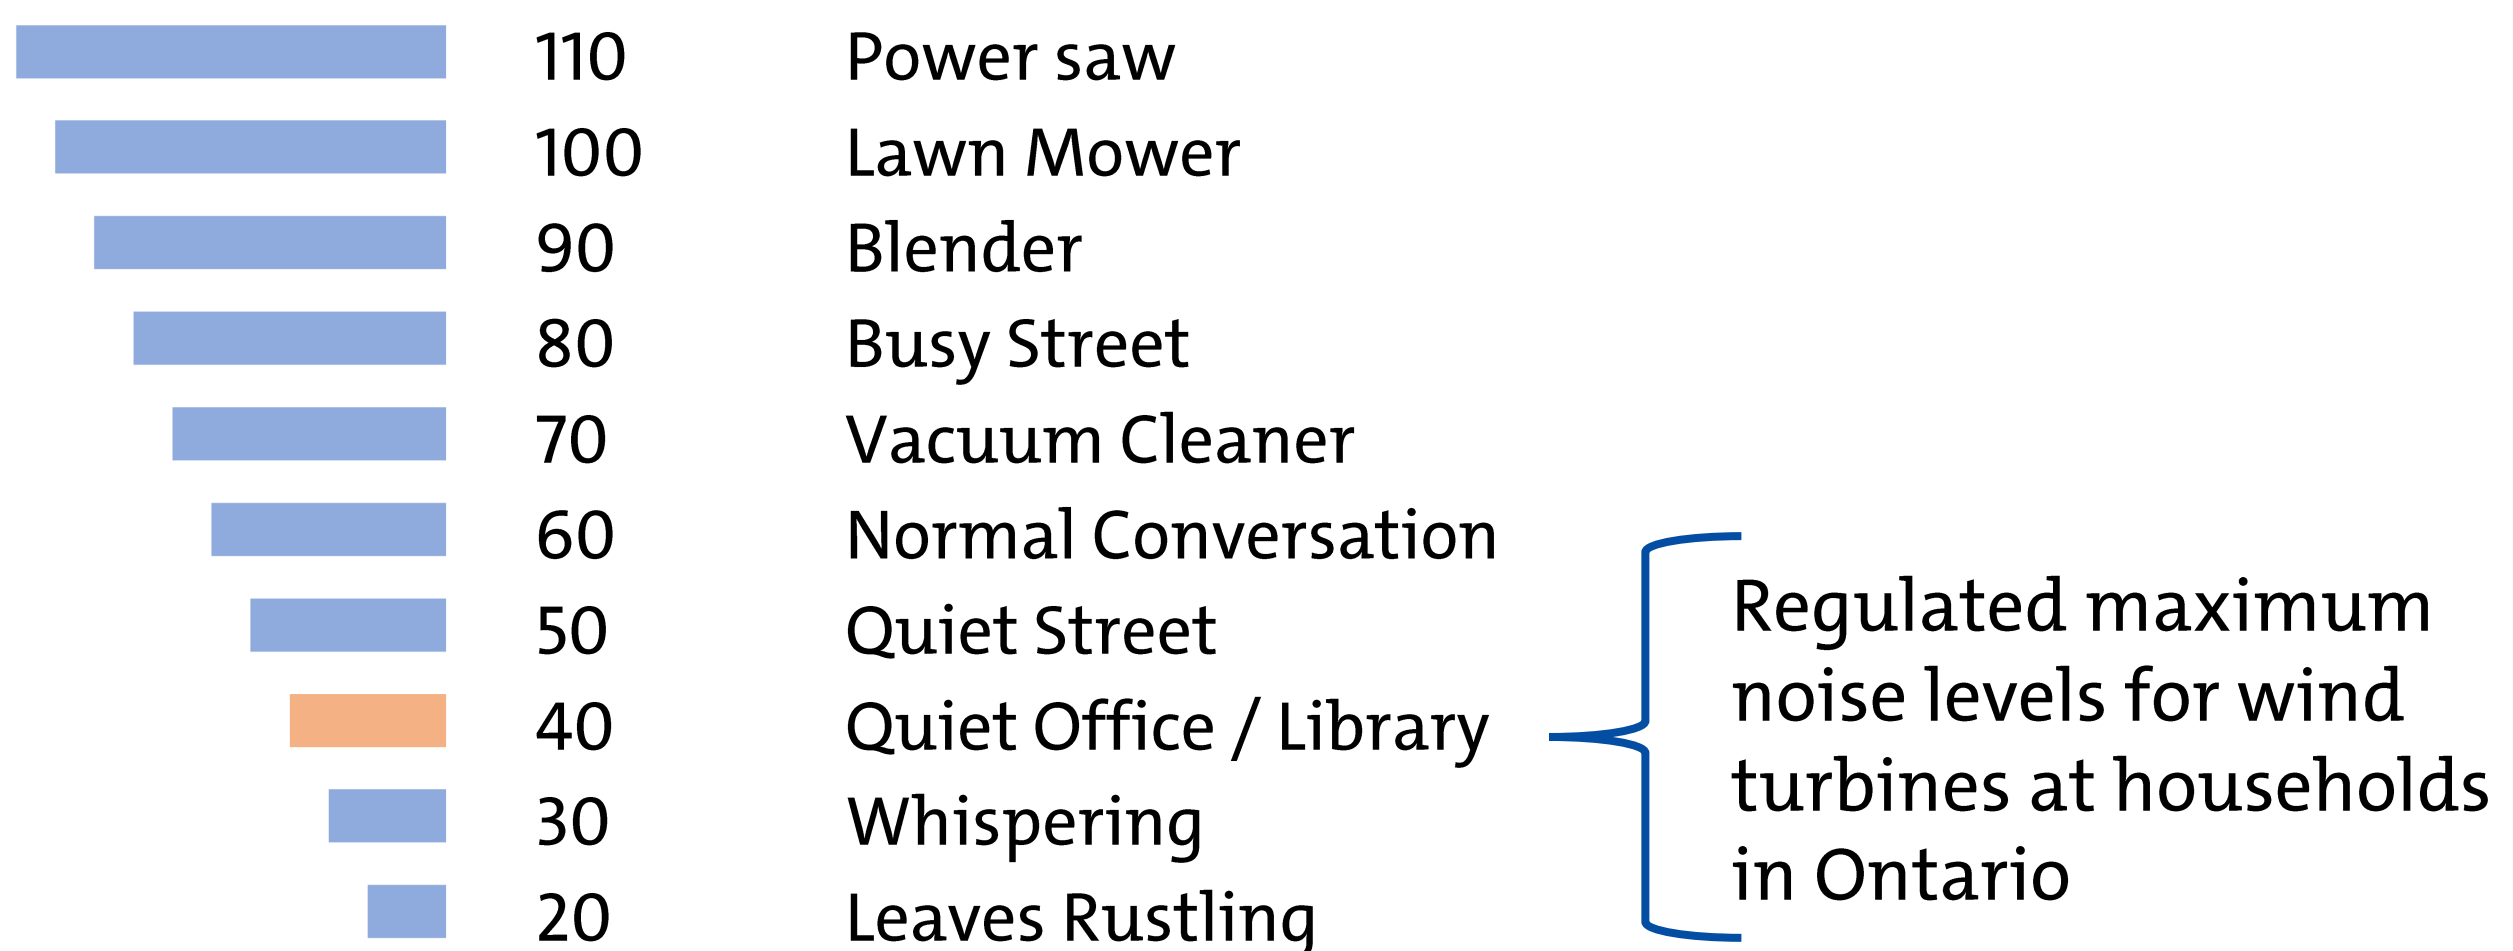 110 Power saw
100 Lawn Mower
90 Blender
80 Busy Street
70 Vacuum Cleaner
60 Normal Conversation
50 Quiet Street
40 Quiet Office / Library
30 Whispering
20 Leaves Rustling
Regulated maximum
noise levels for wind
turbines at households
in Ontario